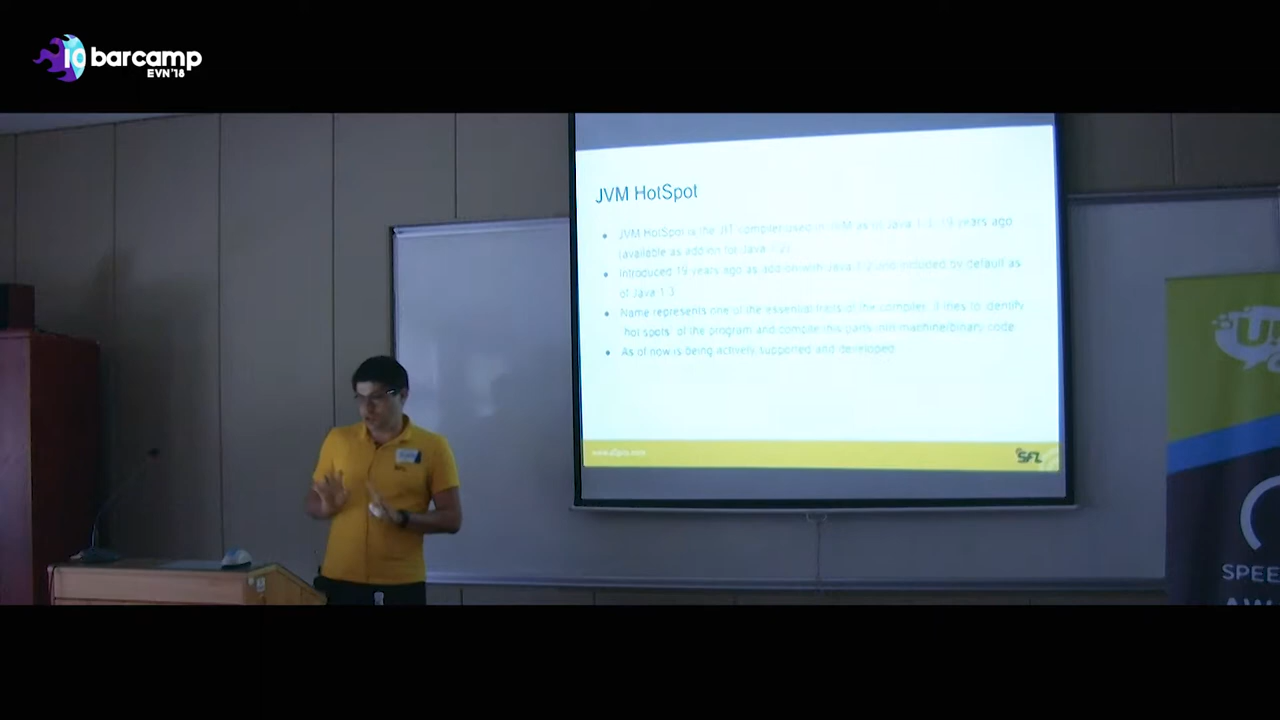 10 barcamp
EVN'18
JVM HotSpot
JVM HotSpot is the JIT compiler used in JVM as of Java 1.3, 19 years ago
(available as add-on for Java 1.2)
Introduced 19 years ago as add-on with Java 1.2 and included by default as
of Java 1.3
Name represents one of the essential traits of the compiler, it tries to identify
hot spots of the program and compile this parts into machine/binary code
As of now is being actively supported and developed
SFL
U!
SPEE
AW